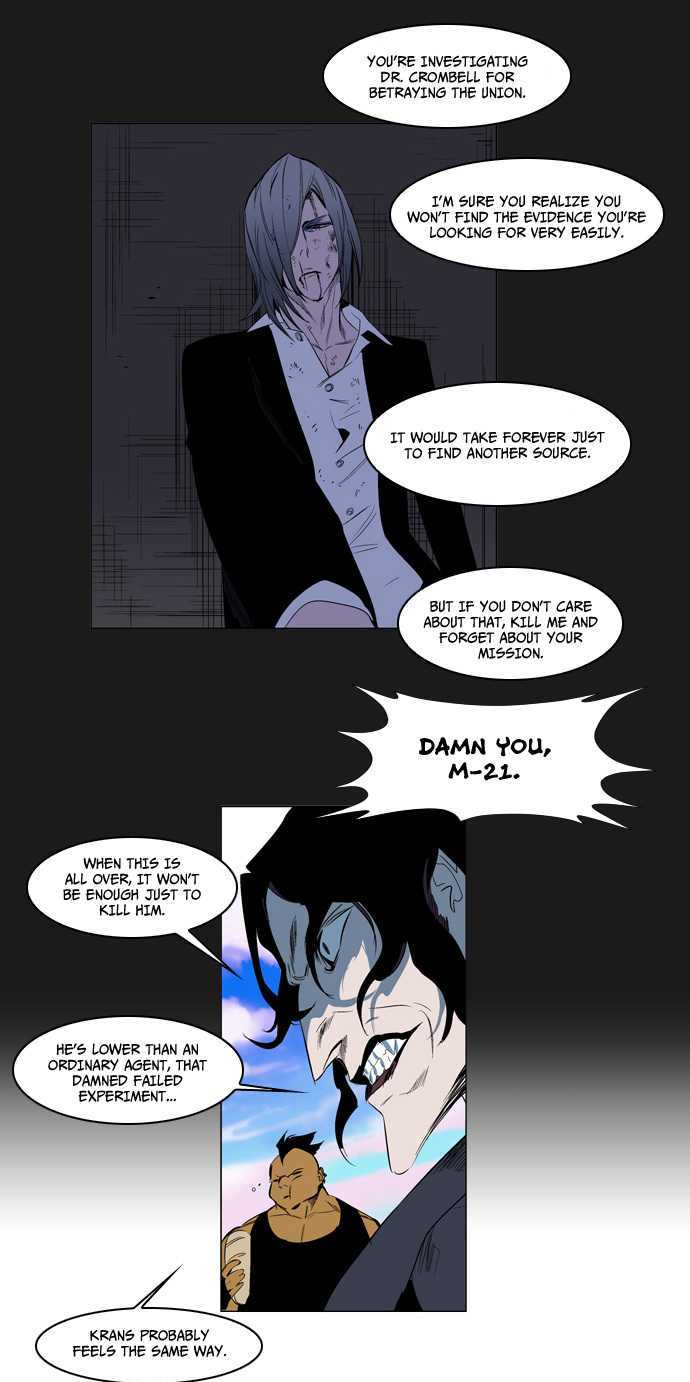 YOU'RE INVESTIGATING
DR. CROMBELL FOR
BETRAYING THE UNION.
I'M SURE YOU REALIZE YOU
WON'T FIND THE EVIDENCE YOU'RE
LOOKING FOR VERY EASILY.
IT WOULD TAKE FOREVER JUST
TO FIND ANOTHER SOURCE.
BUT IF YOU DON'T CARE
ABOUT THAT, KILL ME AND
FORGET ABOUT YOUR
MISSION.
DAMN YOU,
M-21.
WHEN THIS IS
ALL OVER, IT WON'T
BE ENOUGH JUST TO
KILL HIM.
HE'S LOWER THAN AN
ORDINARY AGENT, THAT
DAMNED FAILED
EXPERIMENT...
KRANS PROBABLY
FEELS THE SAME WAY.